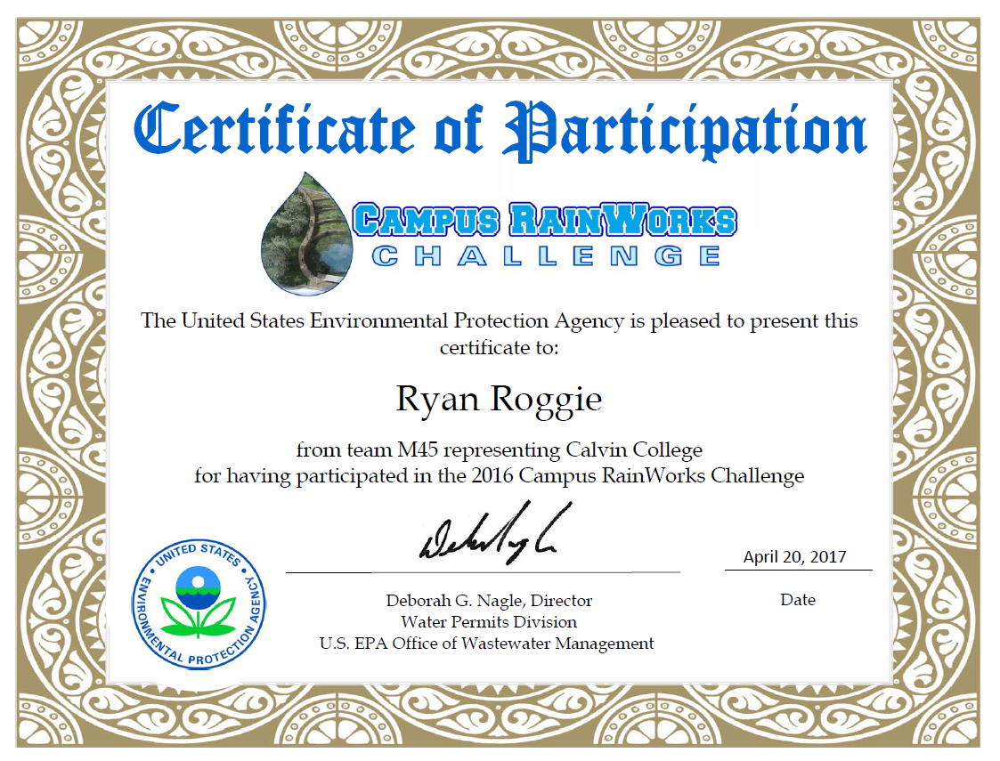 Certificate of Participation
CAMPUS RAINWORKS
CHALLENGE
The United States Environmental Protection Agency is pleased to present this
certificate to:
Ryan Roggie
from team M45 representing Calvin College
for having participated in the 2016 Campus RainWorks Challenge
April 20, 2017
Deborah G. Nagle, Director
Date
Water Permits Division
U.S. EPA Office of Wastewater Management
UNITED STATES
ENVIRONMENTAL PROTECTION AGENCY